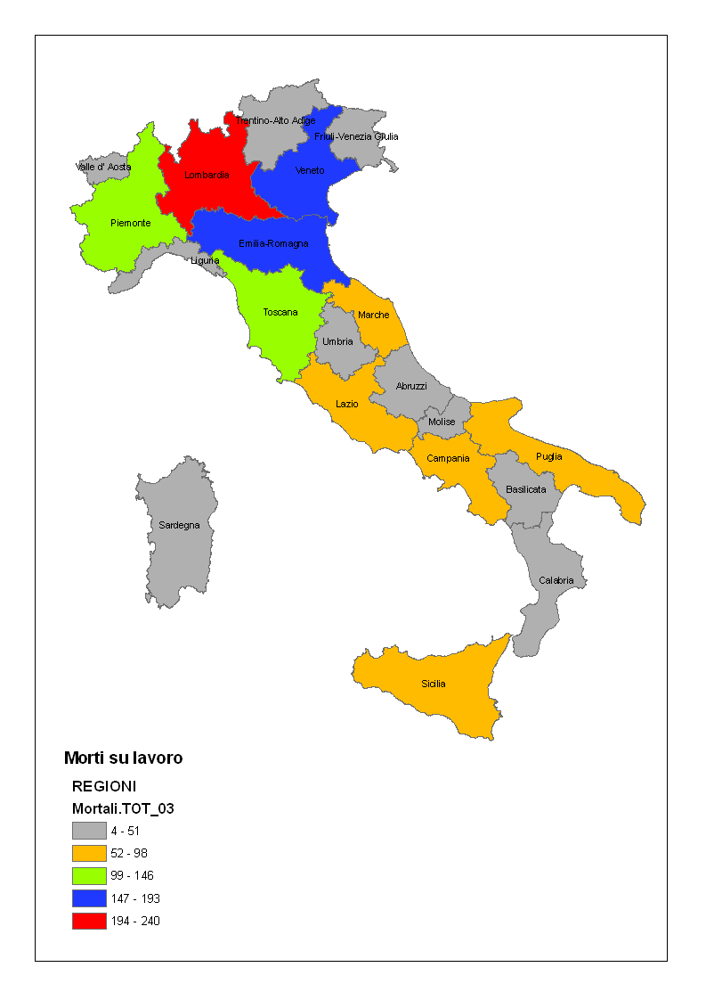 Trentino-Alto Adige
Friuli-Venezia Giulia
Valle d' Aosta
Lombardia
Veneto
Piemonte
Emilia-Romagna
Liguria
Toscana
Marche
Umbria
Abruzzi
Lazio
Molise
Campania
Puglia
Basilicata
Sardegna
Calabria
Sicilia
Morti su lavoro
REGIONI
Mortali.TOT_03
4 - 51
52 - 98
99 - 146
147 - 193
194 - 240